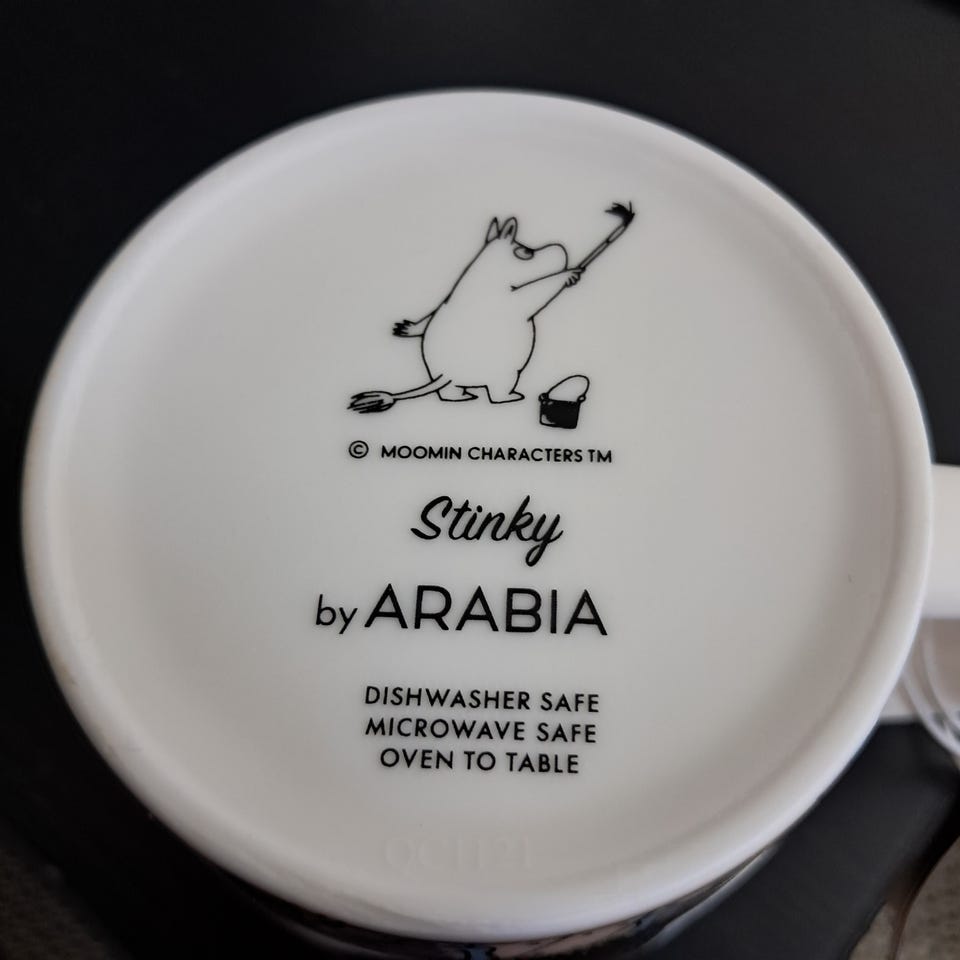 © MOOMIN CHARACTERS TM
Stinky
by ARABIA
DISHWASHER SAFE
MICROWAVE SAFE
OVEN TO TABLE